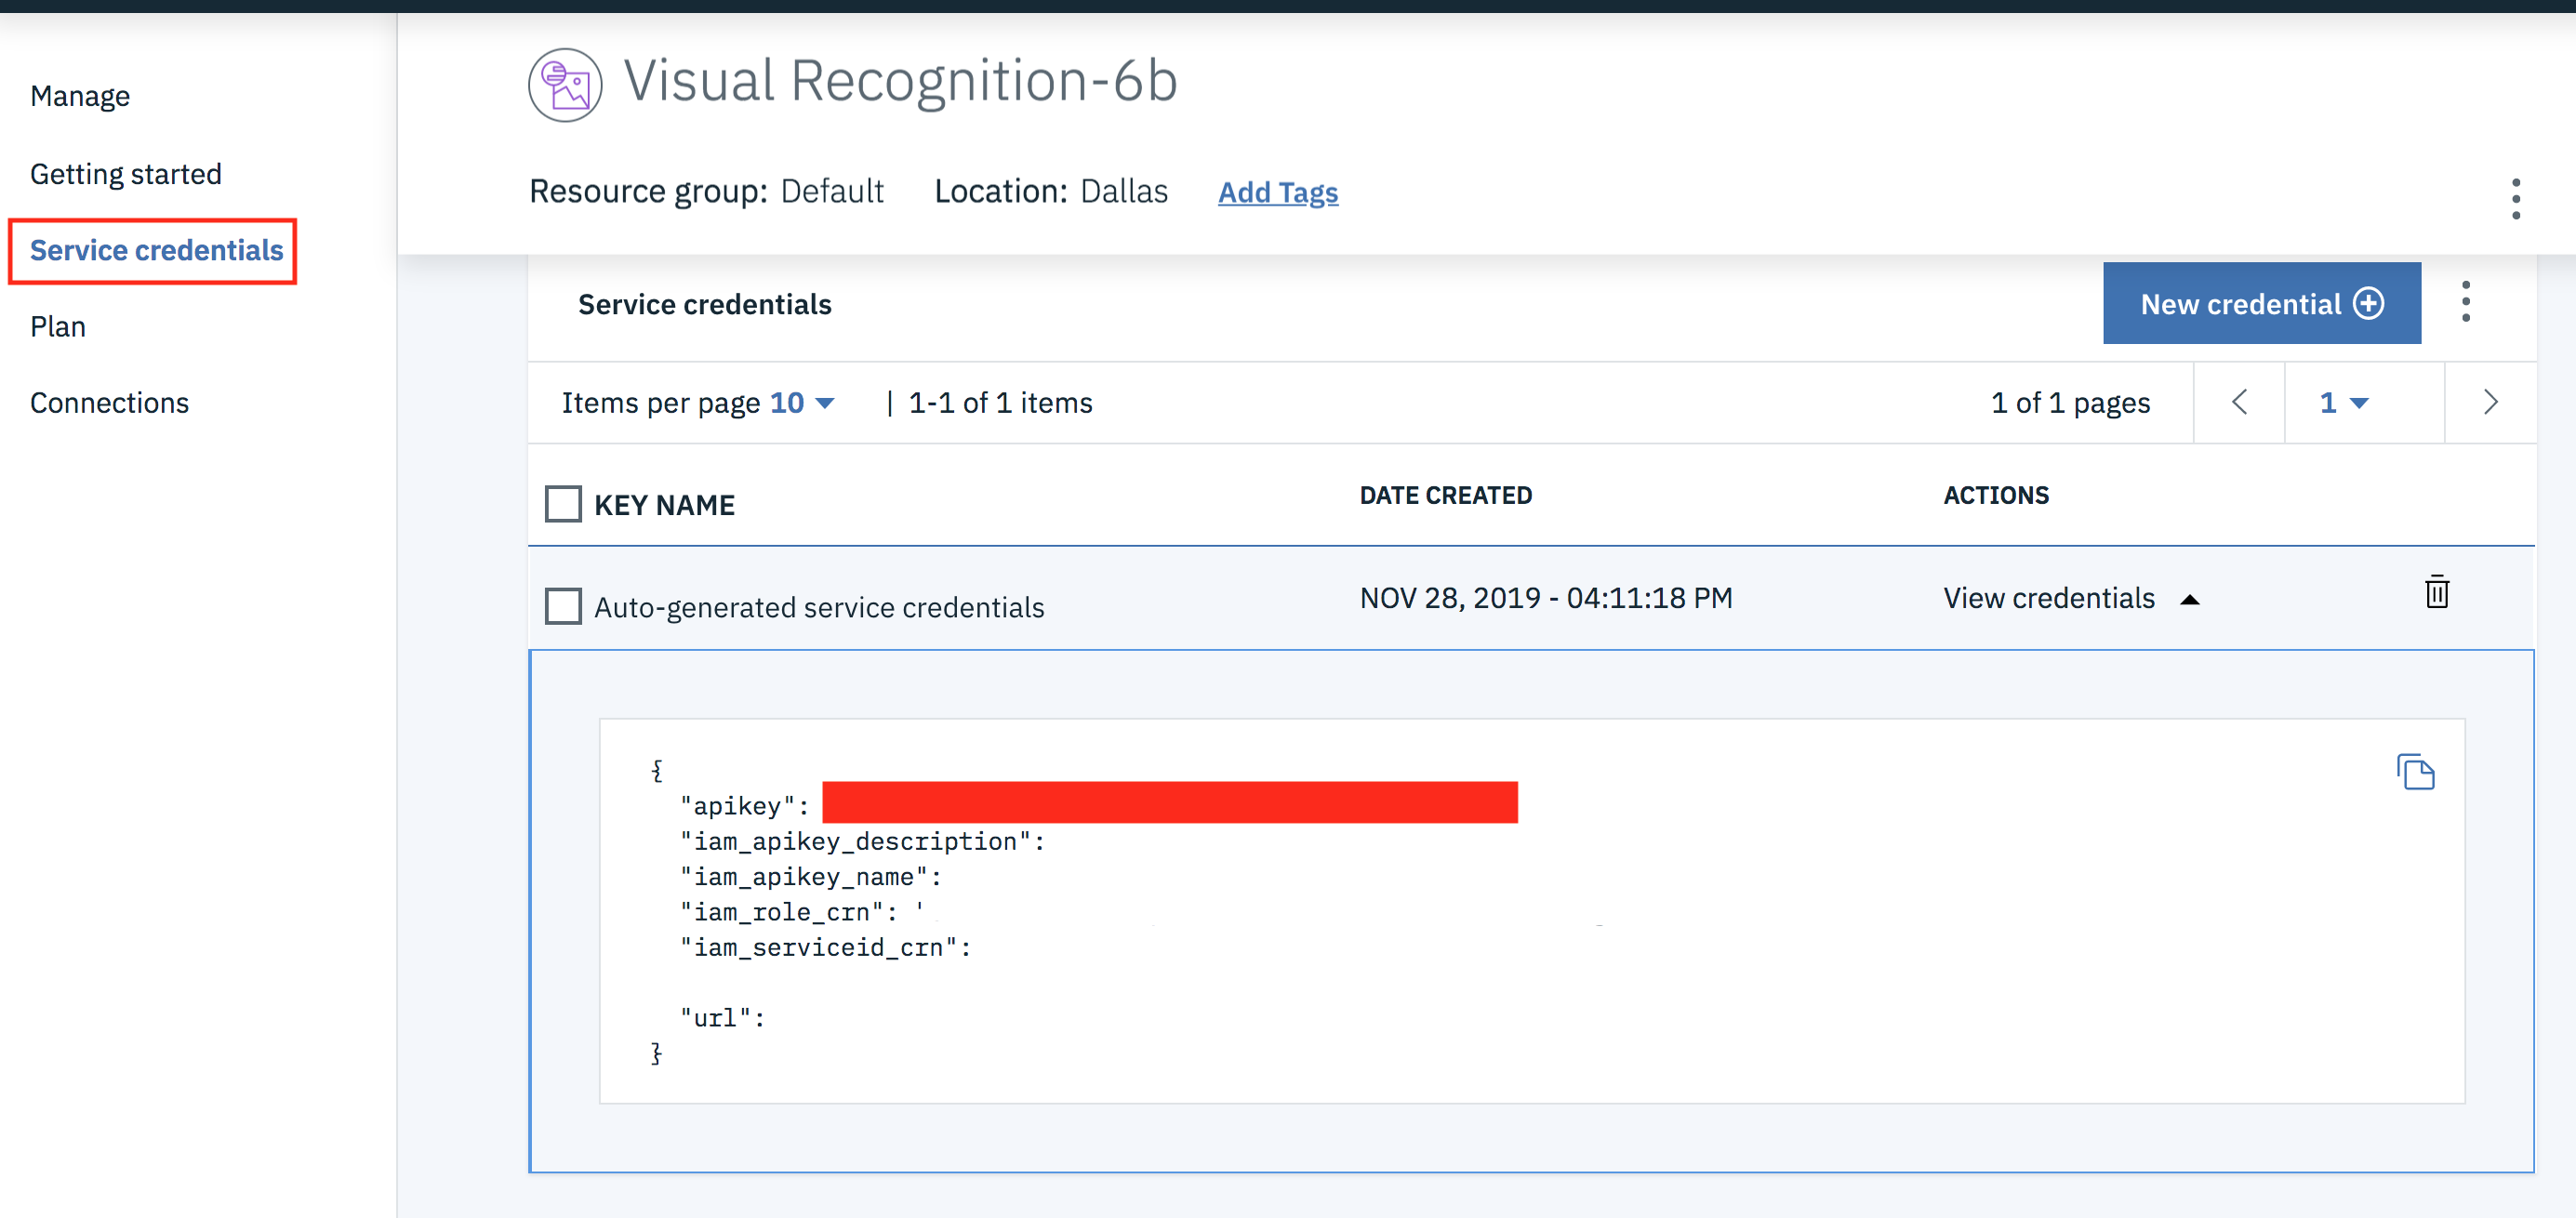 Manage
Getting started
Service credentials
Plan
Connections
Visual Recognition-6b
Resource group: Default Location: Dallas Add Tags
Service credentials
New credential
Items per page 10 | 1-1 of 1 items 1 of 1 pages 1
KEY NAME DATE CREATED ACTIONS
Auto-generated service credentials NOV 28, 2019 - 04:11:18 PM View credentials
{
"apikey":
"iam_apikey_description":
"iam_apikey_name":
"iam_role_crn": '
"iam_serviceid_crn":
"url":
}